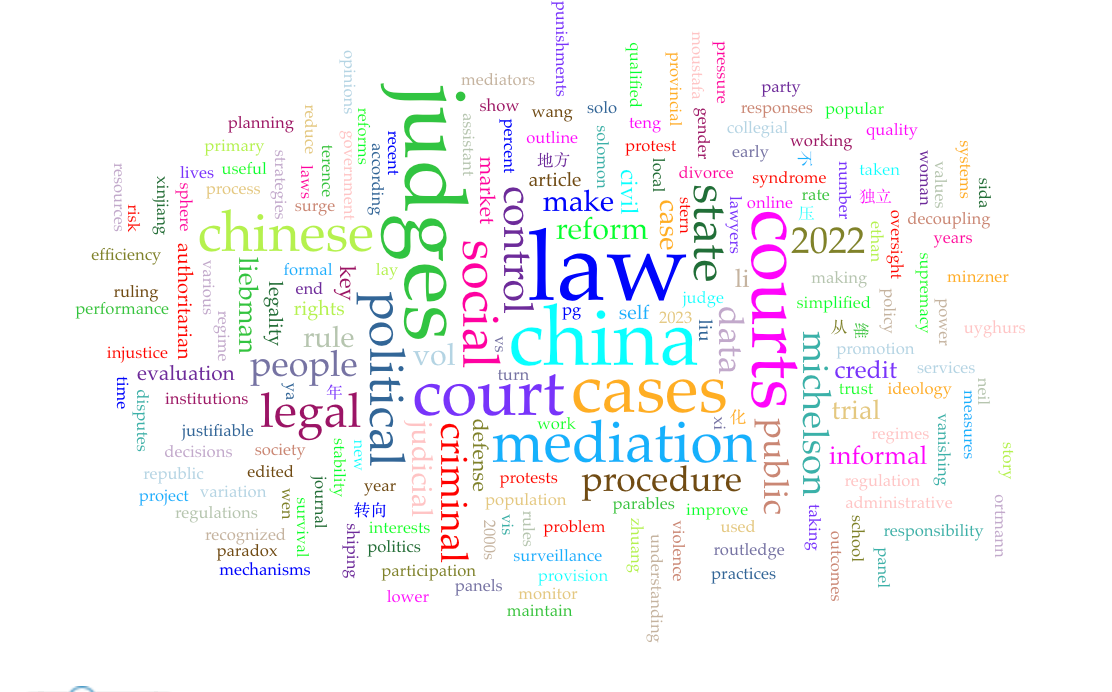 punishments
moustafa
pressure
qualified
provincial
opinions
mediators
party
show
wang
solo
responses
popular
planning
reduce
reforms
government
recent
according
judges
assistant
percent
outline
teng
gender
collegial
working
quality
primary
strategies
terence
market
地方
solomon
protest
early
不
systems
lives
useful
laws
article
civil
local
divorce
syndrome
number
taken
woman
values
resources
xinjiang
sphere
process
surge
control
make
case
stern
state
lawyers
online
rate
独立
sida
risk
chinese
social
reform
courts
压
2022
ethan
oversight
decoupling
years
efficiency
authoritarian
various
liebman
legality
formal
key
lay
law
li
making
supremacy
minzner
ruling
end
rights
political
judge
simplified
policy
power
performance
regime
rule
pg
self
2023
liu
data
从
维
uyghurs
injustice
people
vol
vs
china
michelson
promotion
evaluation
turn
credit
services
time
disputes
institutions
ya
年
court
cases
trust
ideology
neil
measures
legal
work
化
xi
trial
justifiable
judicial
criminal
defense
mediation
public
regimes
vanishing
decisions
society
stability
new
informal
story
republic
edited
protests
procedure
regulation
project
variation
journal
year
population
parables
improve
administrative
ortmann
regulations
wen
survival
转向
2000s
vis
rules
problem
zhuang
violence
used
taking
school
responsibility
recognized
shiping
interests
understanding
outcomes
paradox
politics
surveillance
routledge
panel
mechanisms
participation
provision
practices
panels
lower
monitor
maintain